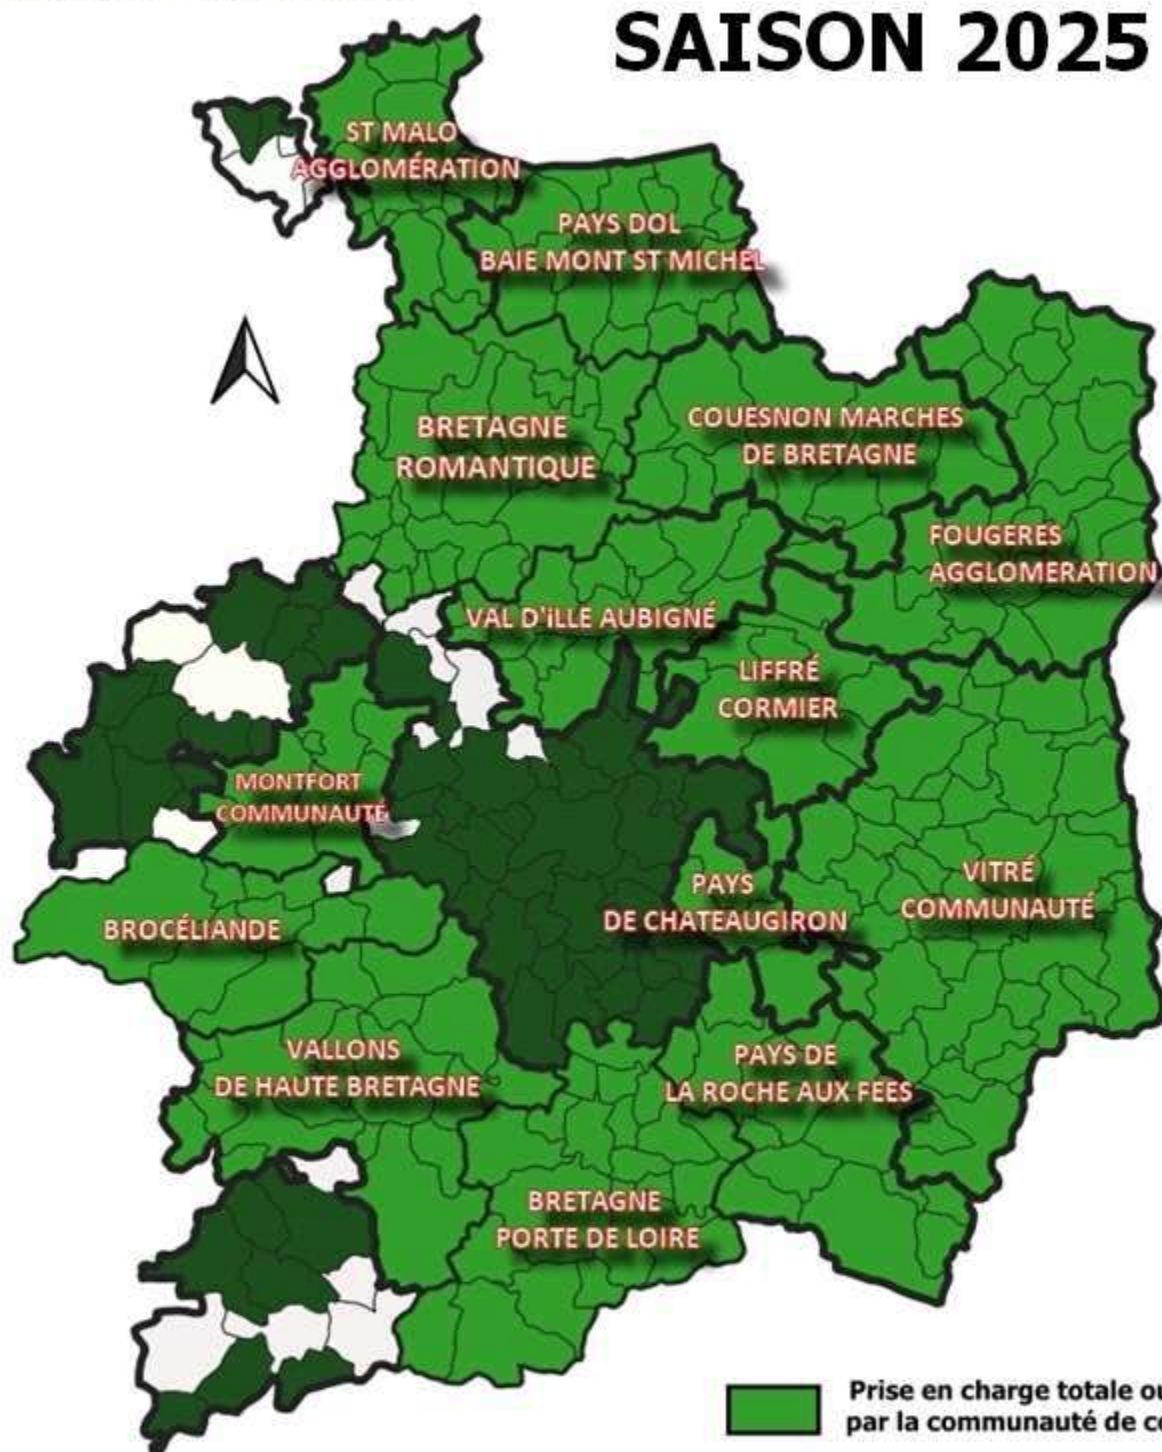 SAISON 2025
ST MALO
AGGLOMÉRATION
PAYS DOL
BAIE MONT ST MICHEL
BRETAGNE
ROMANTIQUE
COUESNON MARCHES
DE BRETAGNE
FOUGERES
AGGLOMERATION
VAL D'iLLE AUBIGNÉ
LIFFRÉ
CORMIER
MONTFORT
COMMUNAUTÉ
PAYS
DE CHATEAUGIRON
VITRÉ
COMMUNAUTÉ
BROCÉLIANDE
VALLONS
DE HAUTE BRETAGNE
PAYS DE
LA ROCHE AUX FEES
BRETAGNE
PORTE DE LOIRE
Prise en charge totale ou
par la communauté de